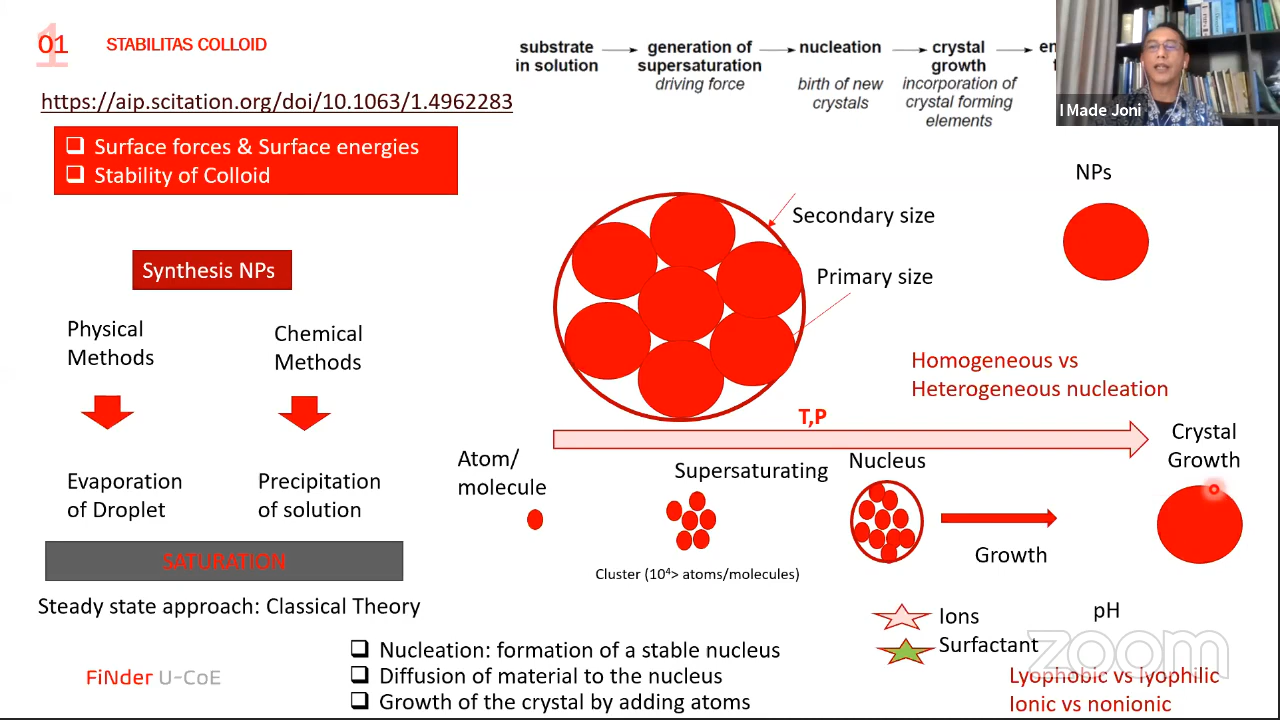 01
STABILITAS COLLOID
https://aip.scitation.org/doi/10.1063/1.4962283
Surface forces & Surface energies
Stability of Colloid
substrate in solution
generation of supersaturation
driving force
nucleation
birth of new crystals
crystal growth
incorporation of crystal forming elements
I Made Joni
NPs
Secondary size
Primary size
Synthesis NPs
Physical Methods
Chemical Methods
Evaporation of Droplet
Precipitation of solution
SATURATION
Steady state approach: Classical Theory
Homogeneous vs
Heterogeneous nucleation
T,P
Atom/
molecule
Supersaturating
Nucleus
Crystal
Growth
Cluster (10⁴> atoms/molecules)
Growth
Ions
Surfactant
pH
zoom
Lyophobic vs lyophilic
Ionic vs nonionic
Nucleation: formation of a stable nucleus
Diffusion of material to the nucleus
Growth of the crystal by adding atoms
FiNder U-CoE